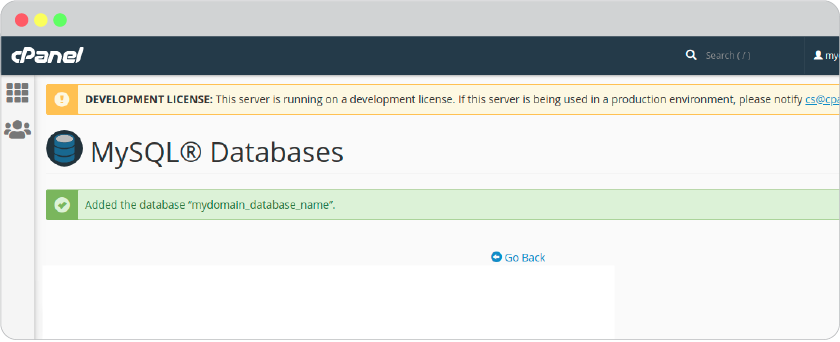 cPanel
Search ( / )
my
DEVELOPMENT LICENSE: This server is running on a development license. If this server is being used in a production environment, please notify cs@cpa
MySQL® Databases
Added the database “mydomain_database_name”.
Go Back